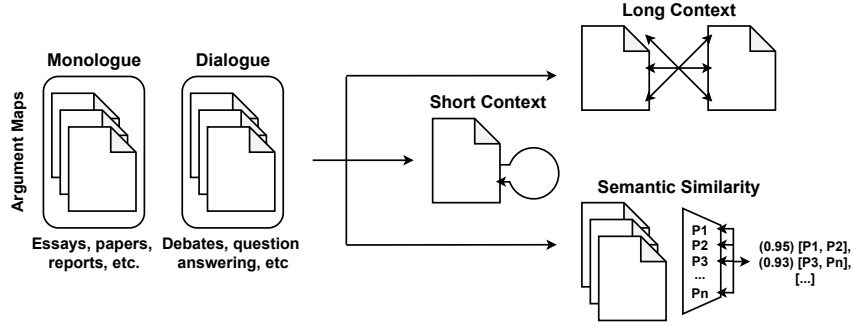 Long Context
Monologue
Dialogue
Argument Maps
Short Context
Essays, papers,
reports, etc.
Debates, question
answering, etc
Semantic Similarity
P1
P2
P3
...
Pn
(0.95) [P1, P2],
(0.93) [P3, Pn],
[...]